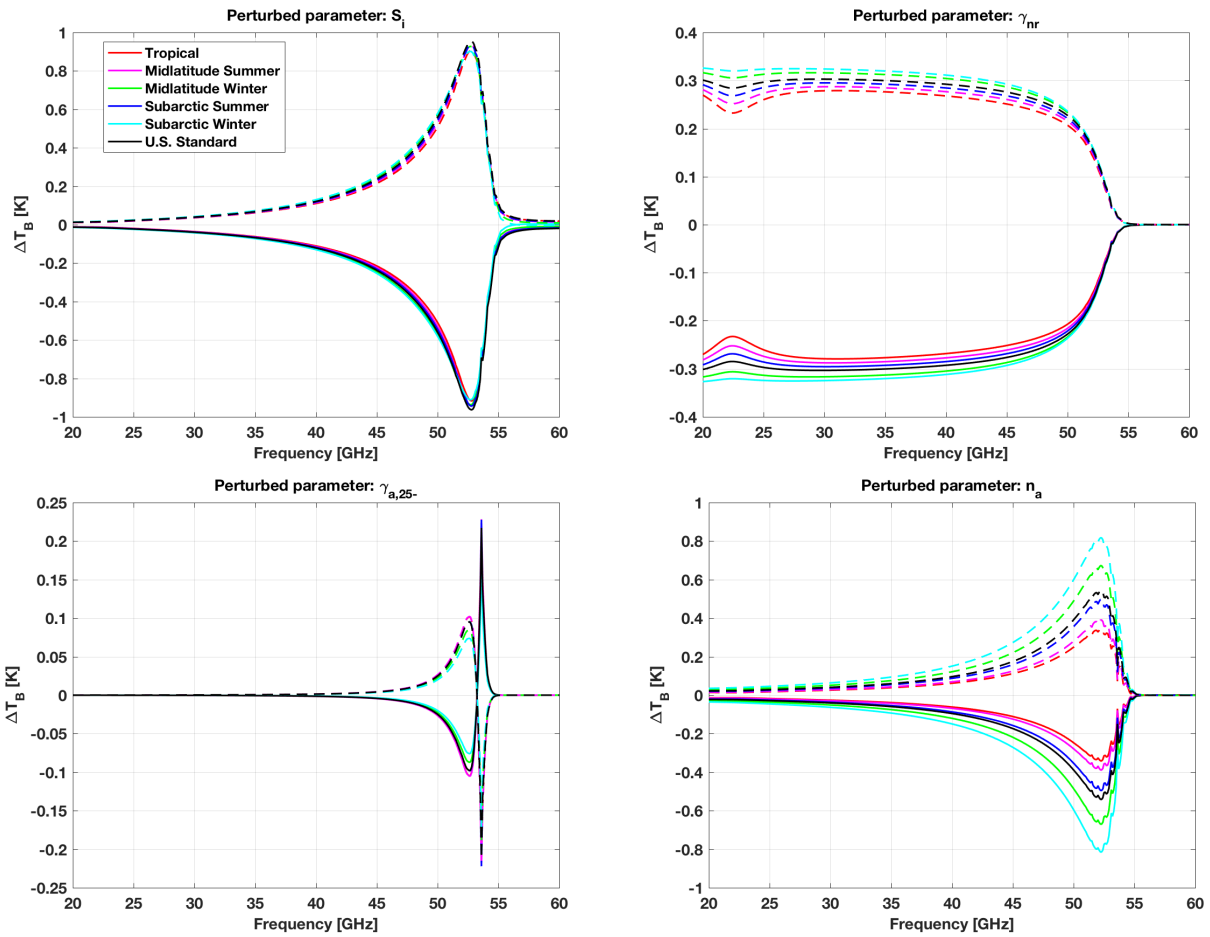 Perturbed parameter: S_i
1
0.8
0.6
0.4
0.2
0
-0.2
-0.4
-0.6
-0.8
-1
ΔT_B [K]
Tropical
Midlatitude Summer
Midlatitude Winter
Subarctic Summer
Subarctic Winter
U.S. Standard
20 25 30 35 40 45 50 55 60
Frequency [GHz]
Perturbed parameter: γ_nr
0.4
0.3
0.2
0.1
0
-0.1
-0.2
-0.3
-0.4
ΔT_B [K]
20 25 30 35 40 45 50 55 60
Frequency [GHz]
Perturbed parameter: γ_a,25-
0.25
0.2
0.15
0.1
0.05
0
-0.05
-0.1
-0.15
-0.2
-0.25
ΔT_B [K]
20 25 30 35 40 45 50 55 60
Frequency [GHz]
Perturbed parameter: n_a
1
0.8
0.6
0.4
0.2
0
-0.2
-0.4
-0.6
-0.8
-1
ΔT_B [K]
20 25 30 35 40 45 50 55 60
Frequency [GHz]